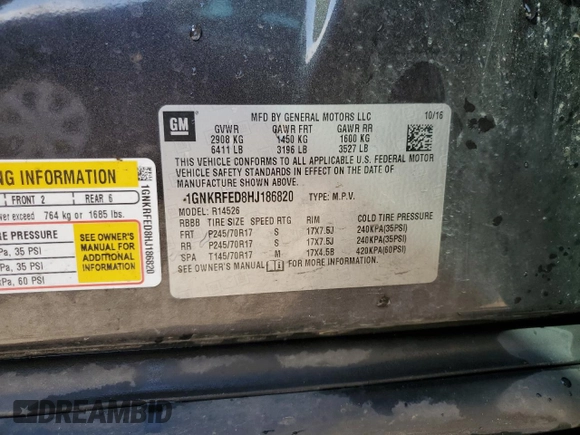 GM
MFD BY GENERAL MOTORS LLC
10/16
GVWR GAWR FRT GAWR RR
2908 KG 1450 KG 1600 KG
6411 LB 3196 LB 3527 LB
THIS VEHICLE CONFORMS TO ALL APPLICABLE U.S. FEDERAL MOTOR
VEHICLE SAFETY STANDARDS IN EFFECT ON THE DATE OF
MANUFACTURE SHOWN ABOVE.
1GNKRFED8HJ186820 TYPE: M.P.V.
MODEL: R14526
RBBB TIRE SIZE SPEED RTG RIM COLD TIRE PRESSURE
FRT P245/70R17 S 17X7.5J 240KPA(35PSI)
RR P245/70R17 S 17X7.5J 240KPA(35PSI)
SPA T145/70R17 M 17X4.5B 420KPA(60PSI)
SEE OWNER'S MANUAL FOR MORE INFORMATION.
NG INFORMATION
FRONT 2 REAR 6
ver exceed 764 kg or 1685 lbs.
PRESSURE
a, 35 PSI
Pa, 35 PSI
Pa, 60 PSI
SEE OWNER'S
MANUAL FOR
ADDITIONAL
INFORMATION
1GNKRFED8HJ186820
DREAMBID